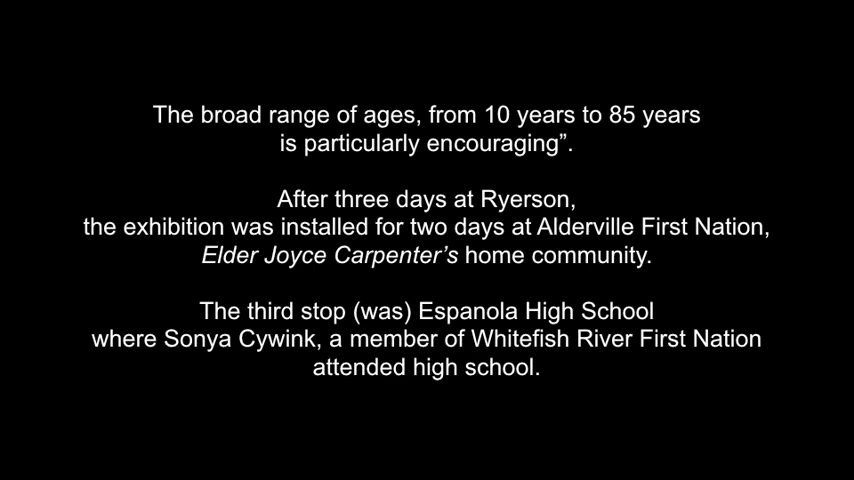 The broad range of ages, from 10 years to 85 years
is particularly encouraging”.
After three days at Ryerson,
the exhibition was installed for two days at Alderville First Nation,
Elder Joyce Carpenter’s home community.
The third stop (was) Espanola High School
where Sonya Cywink, a member of Whitefish River First Nation
attended high school.